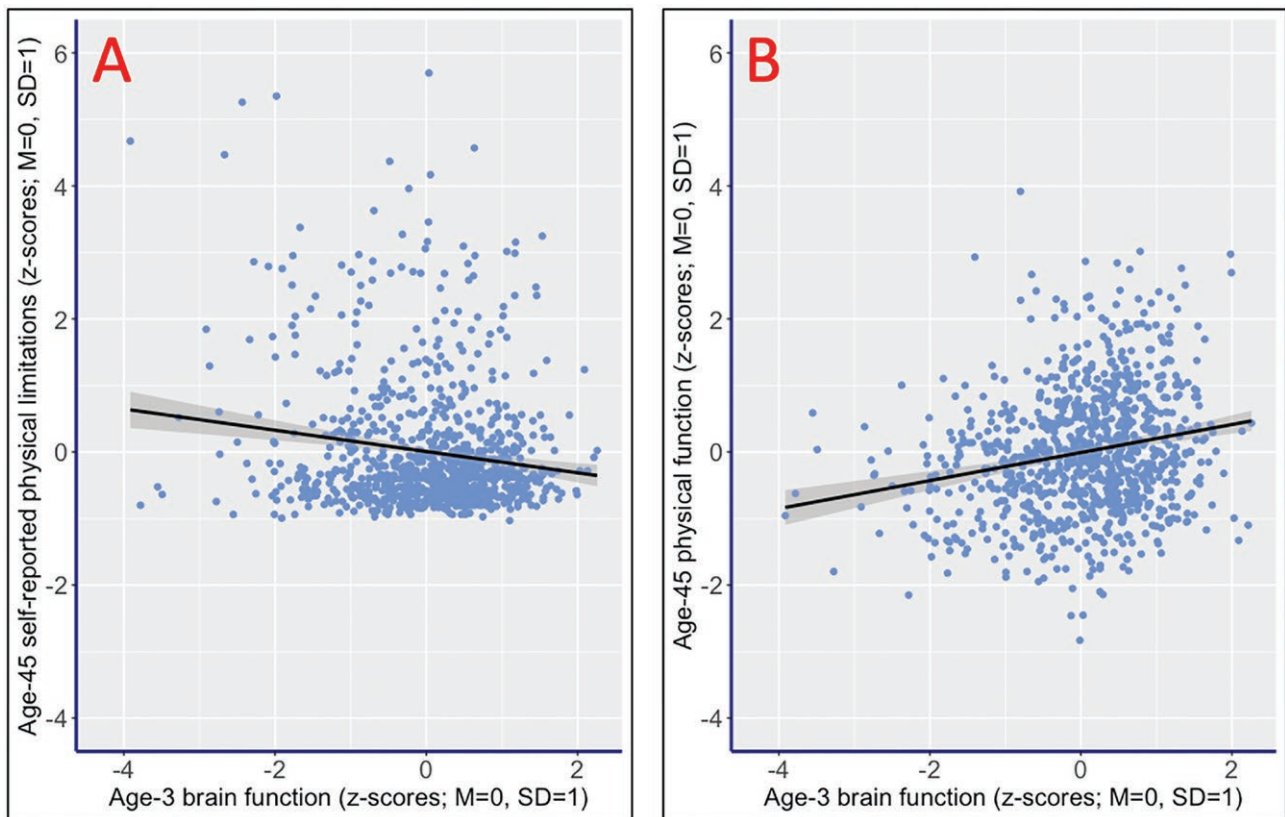 A
Age-45 self-reported physical limitations (z-scores; M=0, SD=1)
6
4
2
0
-2
-4
-4 -2 0 2
Age-3 brain function (z-scores; M=0, SD=1)
B
Age-45 physical function (z-scores; M=0, SD=1)
6
4
2
0
-2
-4
-4 -2 0 2
Age-3 brain function (z-scores; M=0, SD=1)